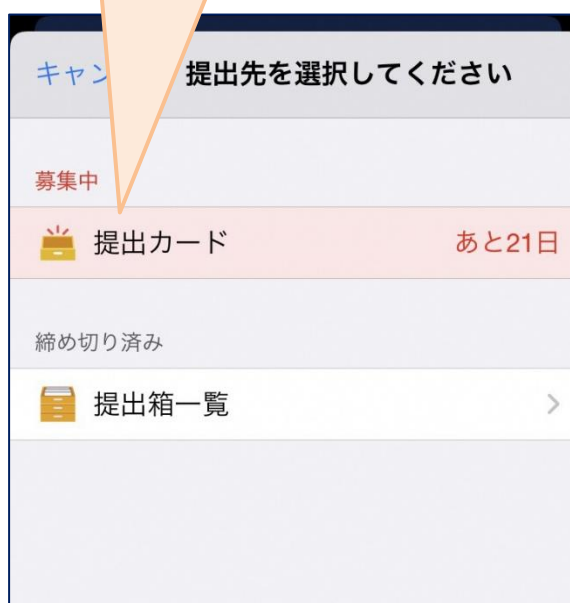 キャン 提出先を選択してください
募集中
提出カード あと21日
締め切り済み
提出箱一覧